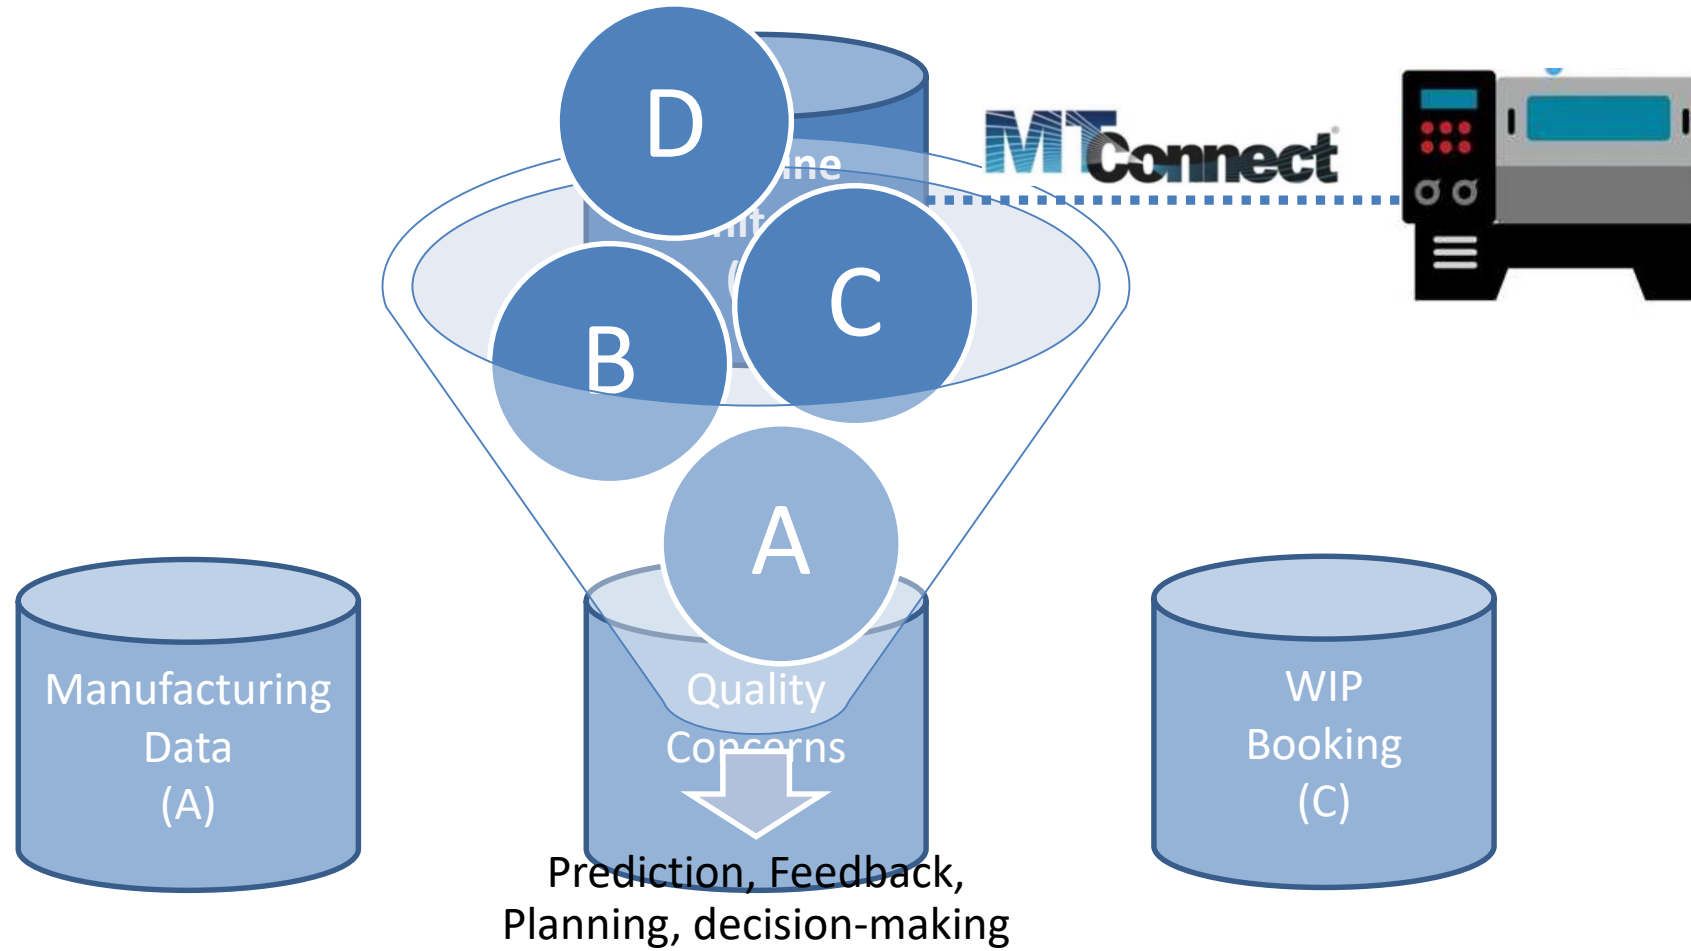 D
MTConnect
C
B
A
Manufacturing
Data
(A)
Quality
Concerns
WIP
Booking
(C)
Prediction, Feedback,
Planning, decision-making